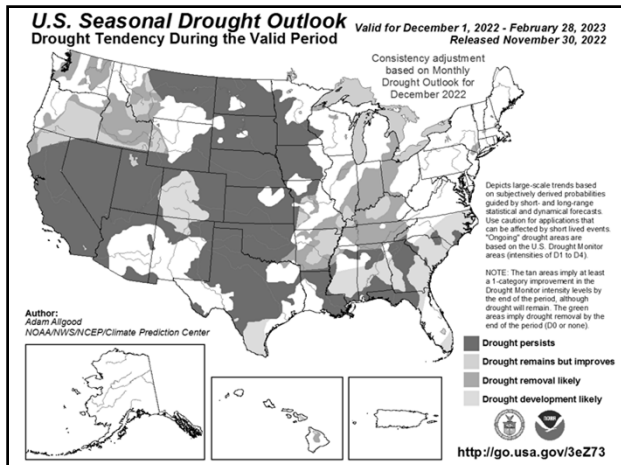 U.S. Seasonal Drought Outlook
Drought Tendency During the Valid Period
Valid for December 1, 2022 - February 28, 2023
Released November 30, 2022
Consistency adjustment
based on Monthly
Drought Outlook for
December 2022
Depicts large-scale trends based
on subjectively derived probabilities
guided by short- and long-range
statistical and dynamical forecasts.
Use caution for applications that
can be affected by short lived events.
"Ongoing" drought areas are
based on the U.S. Drought Monitor
areas (intensities of D1 to D4).
NOTE: The tan areas imply at least
a 1-category improvement in the
Drought Monitor intensity levels by
the end of the period, although
drought will remain. The green
areas imply drought removal by the
end of the period (D0 or none).
Author:
Adam Allgood
NOAA/NWS/NCEP/Climate Prediction Center
Drought persists
Drought remains but improves
Drought removal likely
Drought development likely
http://go.usa.gov/3eZ73